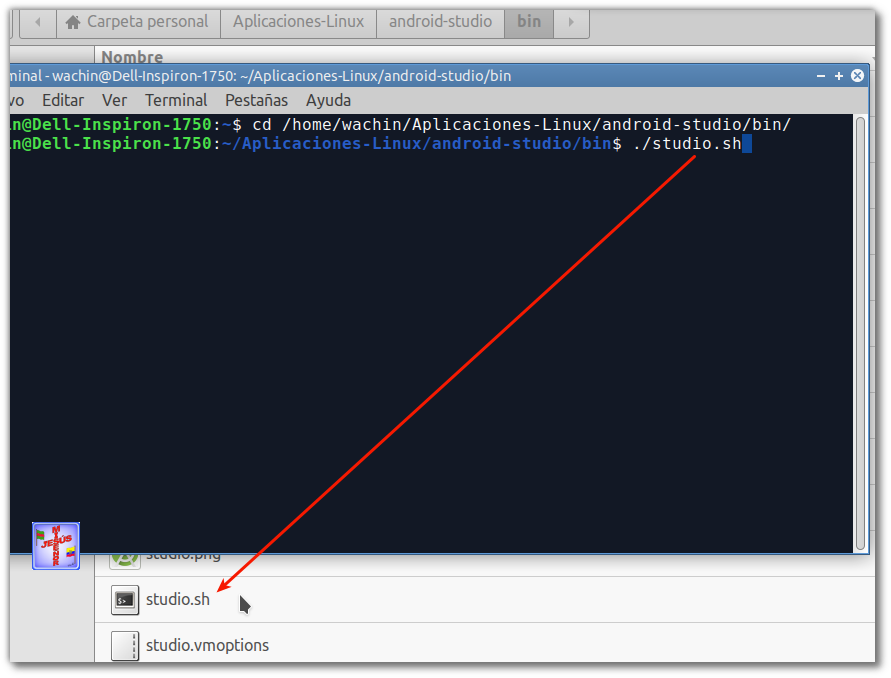 Carpeta personal Aplicaciones-Linux android-studio bin
Nombre
minal - wachin@Dell-Inspiron-1750: ~/Aplicaciones-Linux/android-studio/bin
vo Editar Ver Terminal Pestañas Ayuda
in@Dell-Inspiron-1750:~$ cd /home/wachin/Aplicaciones-Linux/android-studio/bin/
in@Dell-Inspiron-1750:~/Aplicaciones-Linux/android-studio/bin$ ./studio.sh
JESÚS
studio.png
studio.sh
studio.vmoptions